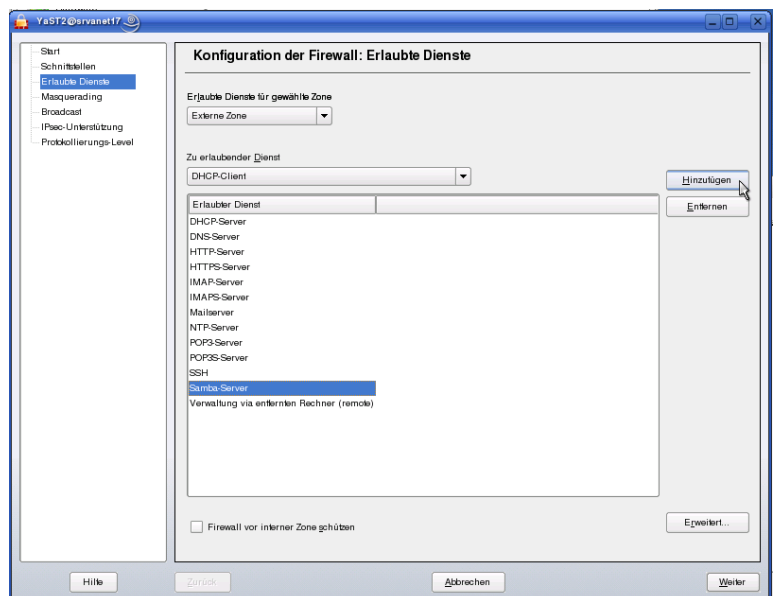 YaST2@srvanet17
Start
Schnittstellen
Erlaubte Dienste
Masquerading
Broadcast
IPsec-Unterstützung
Protokollierungs-Level
Konfiguration der Firewall: Erlaubte Dienste
Erlaubte Dienste für gewählte Zone
Externe Zone
Zu erlaubender Dienst
DHCP-Client
Hinzufügen
Erlaubter Dienst
Entfernen
DHCP-Server
DNS-Server
HTTP-Server
HTTPS-Server
IMAP-Server
IMAPS-Server
Mailserver
NTP-Server
POP3-Server
POP3S-Server
SSH
Samba-Server
Verwaltung via entfernten Rechner (remote)
Firewall vor interner Zone schützen
Erweitert...
Hilfe
Zurück
Abbrechen
Weiter